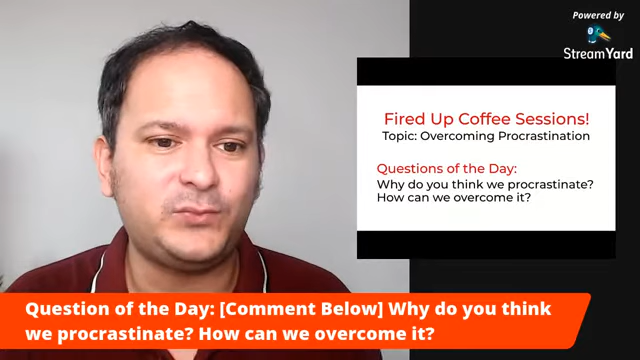 Powered by
StreamYard
Fired Up Coffee Sessions!
Topic: Overcoming Procrastination
Questions of the Day:
Why do you think we procrastinate?
How can we overcome it?
Question of the Day: [Comment Below] Why do you think
we procrastinate? How can we overcome it?